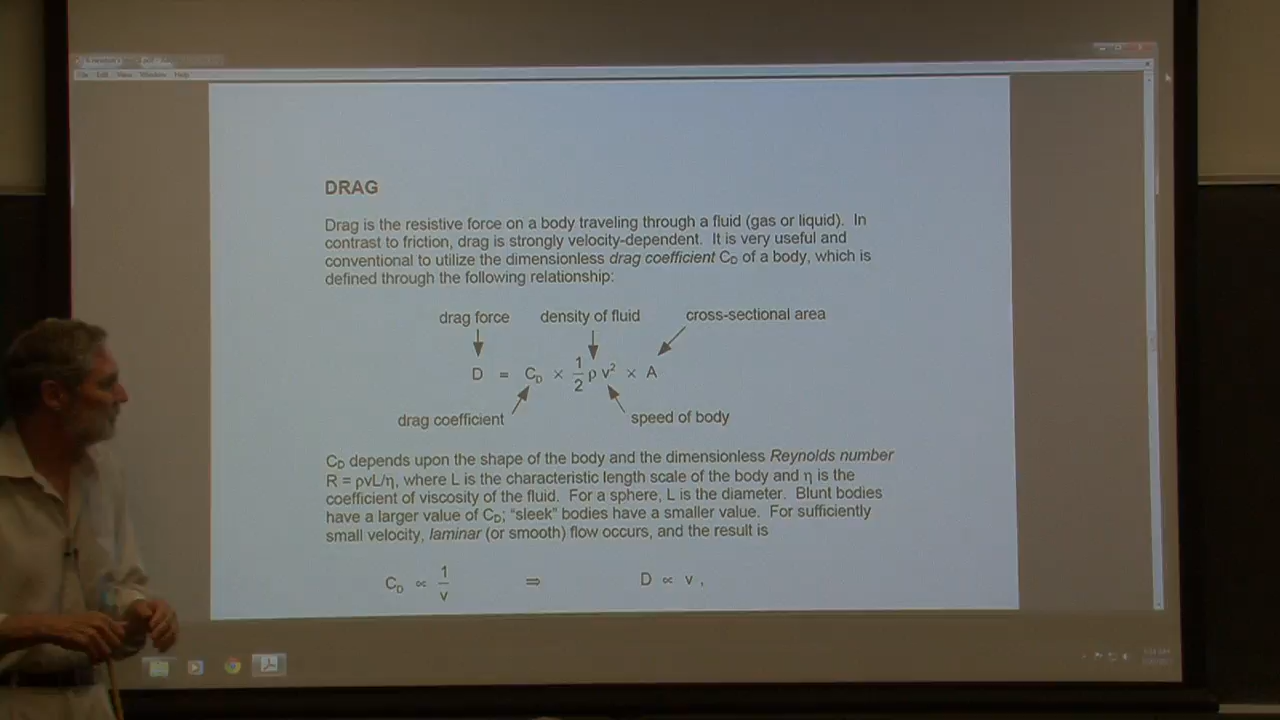 File Edit View Window Help
DRAG
Drag is the resistive force on a body traveling through a fluid (gas or liquid). In
contrast to friction, drag is strongly velocity-dependent. It is very useful and
conventional to utilize the dimensionless drag coefficient C_D of a body, which is
defined through the following relationship:
drag force density of fluid cross-sectional area
D = C_D × 1/2 ρ v² × A
drag coefficient speed of body
C_D depends upon the shape of the body and the dimensionless Reynolds number
R = ρvL/η, where L is the characteristic length scale of the body and η is the
coefficient of viscosity of the fluid. For a sphere, L is the diameter. Blunt bodies
have a larger value of C_D; “sleek” bodies have a smaller value. For sufficiently
small velocity, laminar (or smooth) flow occurs, and the result is
C_D ∝ 1/v ⇒ D ∝ v ,